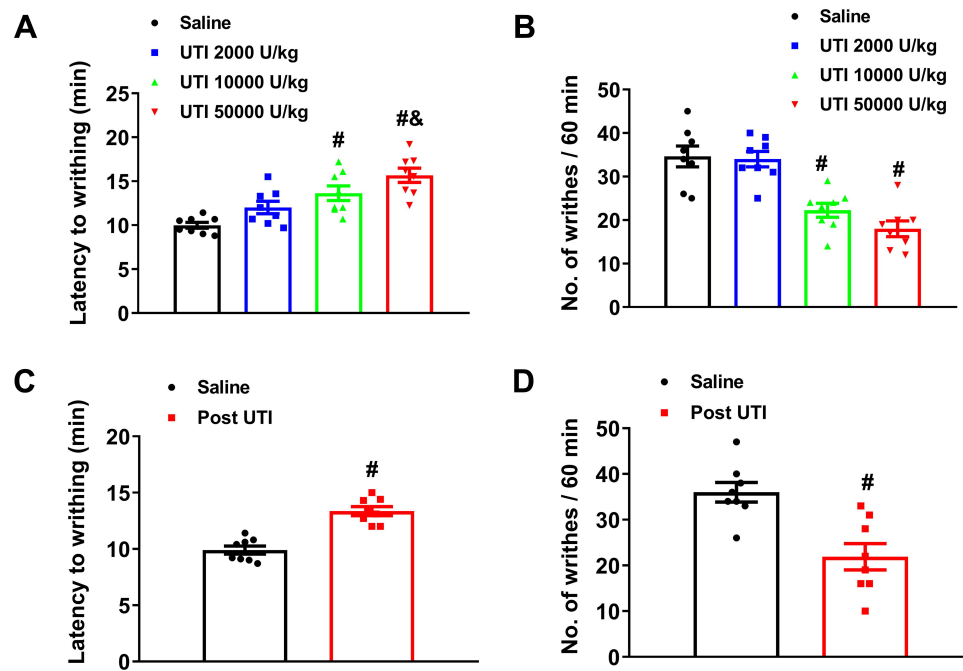 A
Saline
UTI 2000 U/kg
UTI 10000 U/kg
UTI 50000 U/kg
Latency to writhing (min)
25
20
15
10
5
0
#
#&
B
Saline
UTI 2000 U/kg
UTI 10000 U/kg
UTI 50000 U/kg
No. of writhes / 60 min
50
40
30
20
10
0
#
#
C
Saline
Post UTI
Latency to writhing (min)
20
15
10
5
0
#
D
Saline
Post UTI
No. of writhes / 60 min
50
40
30
20
10
0
#